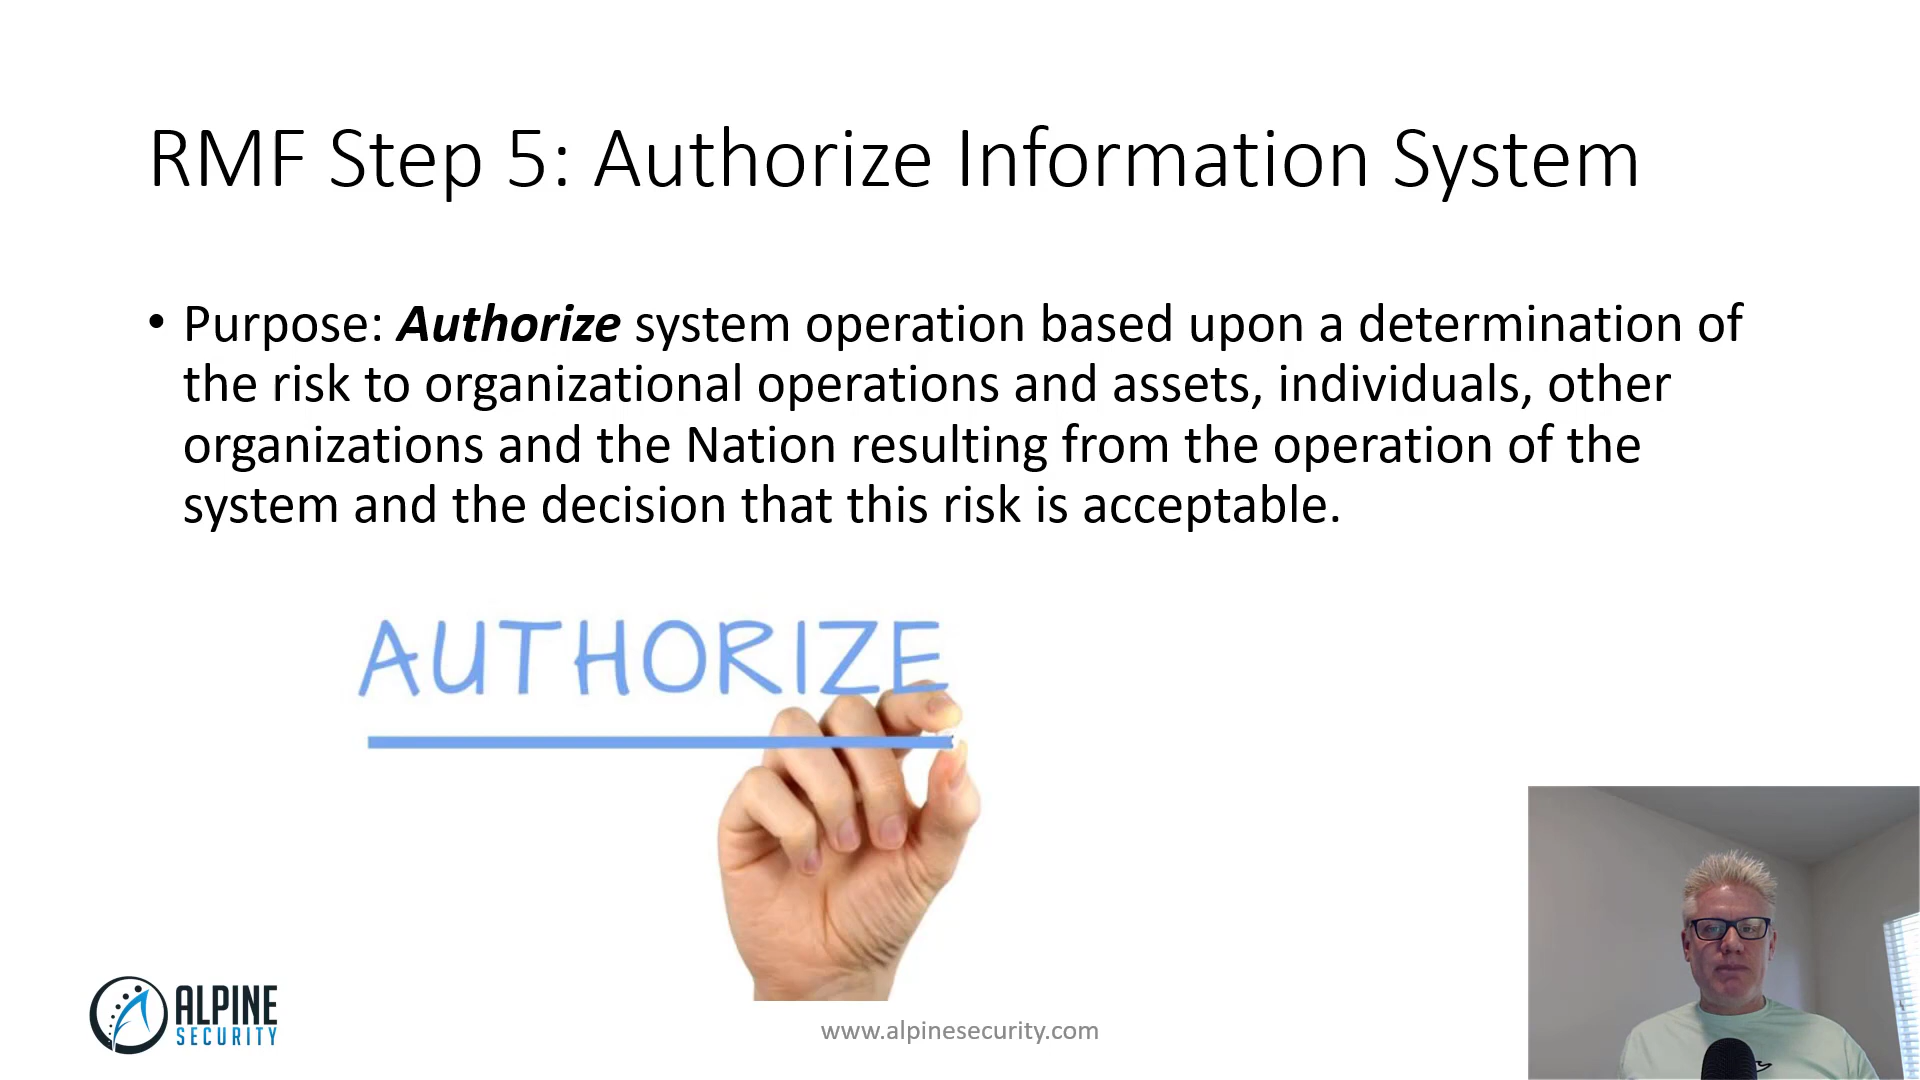 RMF Step 5: Authorize Information System
• Purpose: Authorize system operation based upon a determination of
the risk to organizational operations and assets, individuals, other
organizations and the Nation resulting from the operation of the
system and the decision that this risk is acceptable.
AUTHORIZE
ALPINE
SECURITY
www.alpinesecurity.com